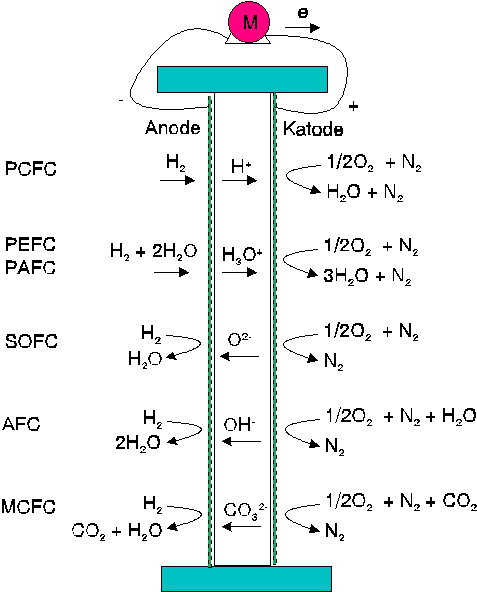 M
e
-
+
Anode
Katode
PCFC
H₂
H⁺
1/2O₂ + N₂
H₂O + N₂
PEFC
PAFC
H₂ + 2H₂O
H₃O⁺
1/2O₂ + N₂
3H₂O + N₂
SOFC
H₂
H₂O
O²⁻
1/2O₂ + N₂
N₂
AFC
H₂
2H₂O
OH⁻
1/2O₂ + N₂ + H₂O
N₂
MCFC
H₂
CO₂ + H₂O
CO₃²⁻
1/2O₂ + N₂ + CO₂
N₂